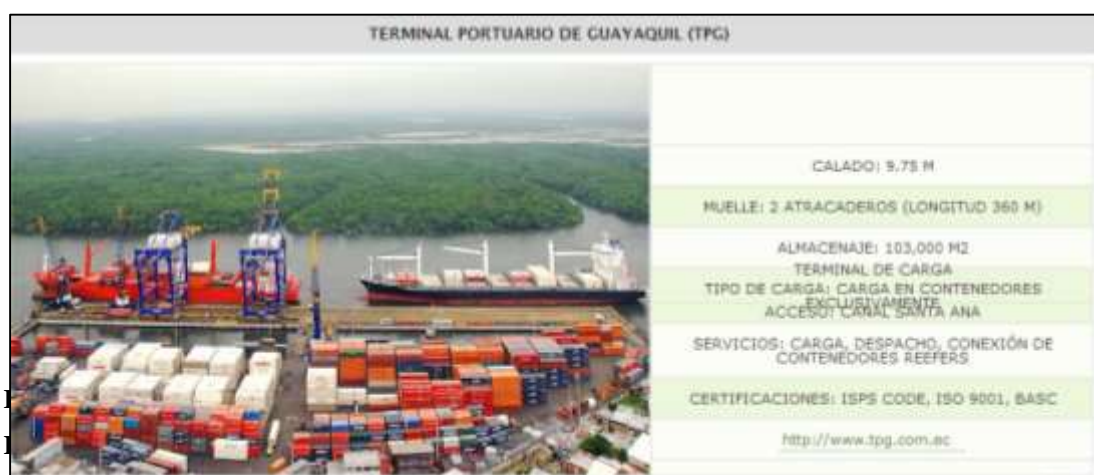 TERMINAL PORTUARIO DE GUAYAQUIL (TPG)
CALADO: 9.75 M
MUELLE: 2 ATRACADEROS (LONGITUD 360 M)
ALMACENAJE: 103,000 M2
TERMINAL DE CARGA
TIPO DE CARGA: CARGA EN CONTENEDORES
EXCLUSIVAMENTE
ACCESO: CANAL SANTA ANA
SERVICIOS: CARGA, DESPACHO, CONEXIÓN DE
CONTENEDORES REEFERS
CERTIFICACIONES: ISPS CODE, ISO 9001, BASC
http://www.tpg.com.ec